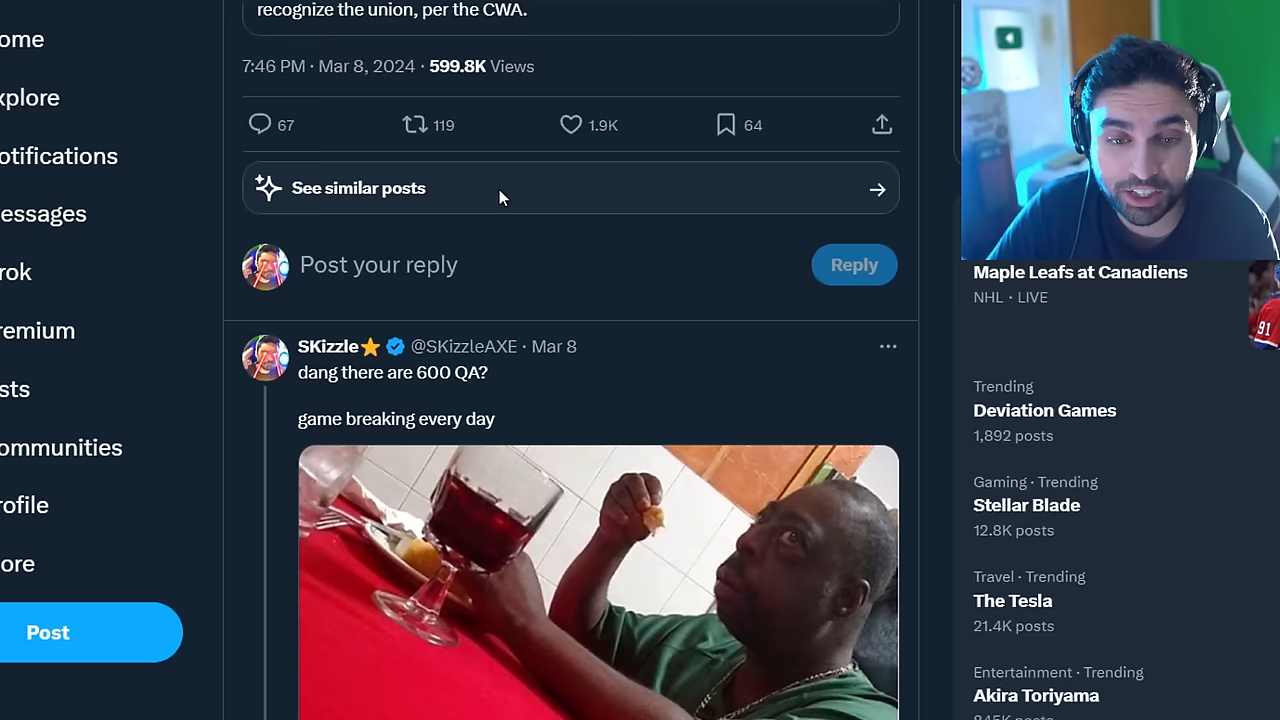 recognize the union, per the CWA.
7:46 PM · Mar 8, 2024 · 599.8K Views
67 119 1.9K 64
See similar posts
Post your reply
Reply
SKizzle⭐ @SKizzleAXE · Mar 8
dang there are 600 QA?
game breaking every day
ome
xplore
otifications
essages
rok
remium
sts
ommunities
rofile
ore
Post
Maple Leafs at Canadiens
NHL · LIVE
91
Trending
Deviation Games
1,892 posts
Gaming · Trending
Stellar Blade
12.8K posts
Travel · Trending
The Tesla
21.4K posts
Entertainment · Trending
Akira Toriyama